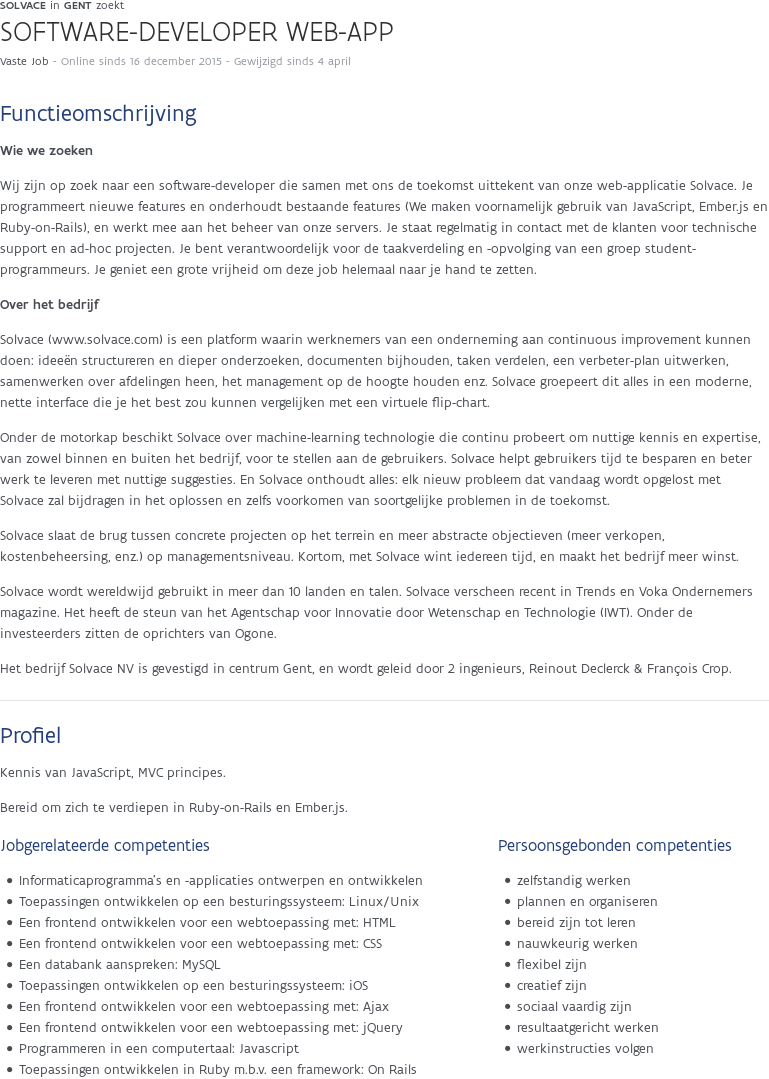 SOLVACE in GENT zoekt
SOFTWARE-DEVELOPER WEB-APP
Vaste Job - Online sinds 16 december 2015 - Gewijzigd sinds 4 april
Functieomschrijving
Wie we zoeken
Wij zijn op zoek naar een software-developer die samen met ons de toekomst uittekent van onze web-applicatie Solvace. Je
programmeert nieuwe features en onderhoudt bestaande features (We maken voornamelijk gebruik van JavaScript, Ember.js en
Ruby-on-Rails), en werkt mee aan het beheer van onze servers. Je staat regelmatig in contact met de klanten voor technische
support en ad-hoc projecten. Je bent verantwoordelijk voor de taakverdeling en -opvolging van een groep student-
programmeurs. Je geniet een grote vrijheid om deze job helemaal naar je hand te zetten.
Over het bedrijf
Solvace (www.solvace.com) is een platform waarin werknemers van een onderneming aan continuous improvement kunnen
doen: ideeën structureren en dieper onderzoeken, documenten bijhouden, taken verdelen, een verbeter-plan uitwerken,
samenwerken over afdelingen heen, het management op de hoogte houden enz. Solvace groepeert dit alles in een moderne,
nette interface die je het best zou kunnen vergelijken met een virtuele flip-chart.
Onder de motorkap beschikt Solvace over machine-learning technologie die continu probeert om nuttige kennis en expertise,
van zowel binnen en buiten het bedrijf, voor te stellen aan de gebruikers. Solvace helpt gebruikers tijd te besparen en beter
werk te leveren met nuttige suggesties. En Solvace onthoudt alles: elk nieuw probleem dat vandaag wordt opgelost met
Solvace zal bijdragen in het oplossen en zelfs voorkomen van soortgelijke problemen in de toekomst.
Solvace slaat de brug tussen concrete projecten op het terrein en meer abstracte objectieven (meer verkopen,
kostenbeheersing, enz.) op managementsniveau. Kortom, met Solvace wint iedereen tijd, en maakt het bedrijf meer winst.
Solvace wordt wereldwijd gebruikt in meer dan 10 landen en talen. Solvace verscheen recent in Trends en Voka Ondernemers
magazine. Het heeft de steun van het Agentschap voor Innovatie door Wetenschap en Technologie (IWT). Onder de
investeerders zitten de oprichters van Ogone.
Het bedrijf Solvace NV is gevestigd in centrum Gent, en wordt geleid door 2 ingenieurs, Reinout Declerck & François Crop.
Profiel
Kennis van JavaScript, MVC principes.
Bereid om zich te verdiepen in Ruby-on-Rails en Ember.js.
Jobgerelateerde competenties
• Informaticaprogramma's en -applicaties ontwerpen en ontwikkelen
• Toepassingen ontwikkelen op een besturingssysteem: Linux/Unix
• Een frontend ontwikkelen voor een webtoepassing met: HTML
• Een frontend ontwikkelen voor een webtoepassing met: CSS
• Een databank aanspreken: MySQL
• Toepassingen ontwikkelen op een besturingssysteem: iOS
• Een frontend ontwikkelen voor een webtoepassing met: Ajax
• Een frontend ontwikkelen voor een webtoepassing met: jQuery
• Programmeren in een computertaal: Javascript
• Toepassingen ontwikkelen in Ruby m.b.v. een framework: On Rails
Persoonsgebonden competenties
• zelfstandig werken
• plannen en organiseren
• bereid zijn tot leren
• nauwkeurig werken
• flexibel zijn
• creatief zijn
• sociaal vaardig zijn
• resultaatgericht werken
• werkinstructies volgen